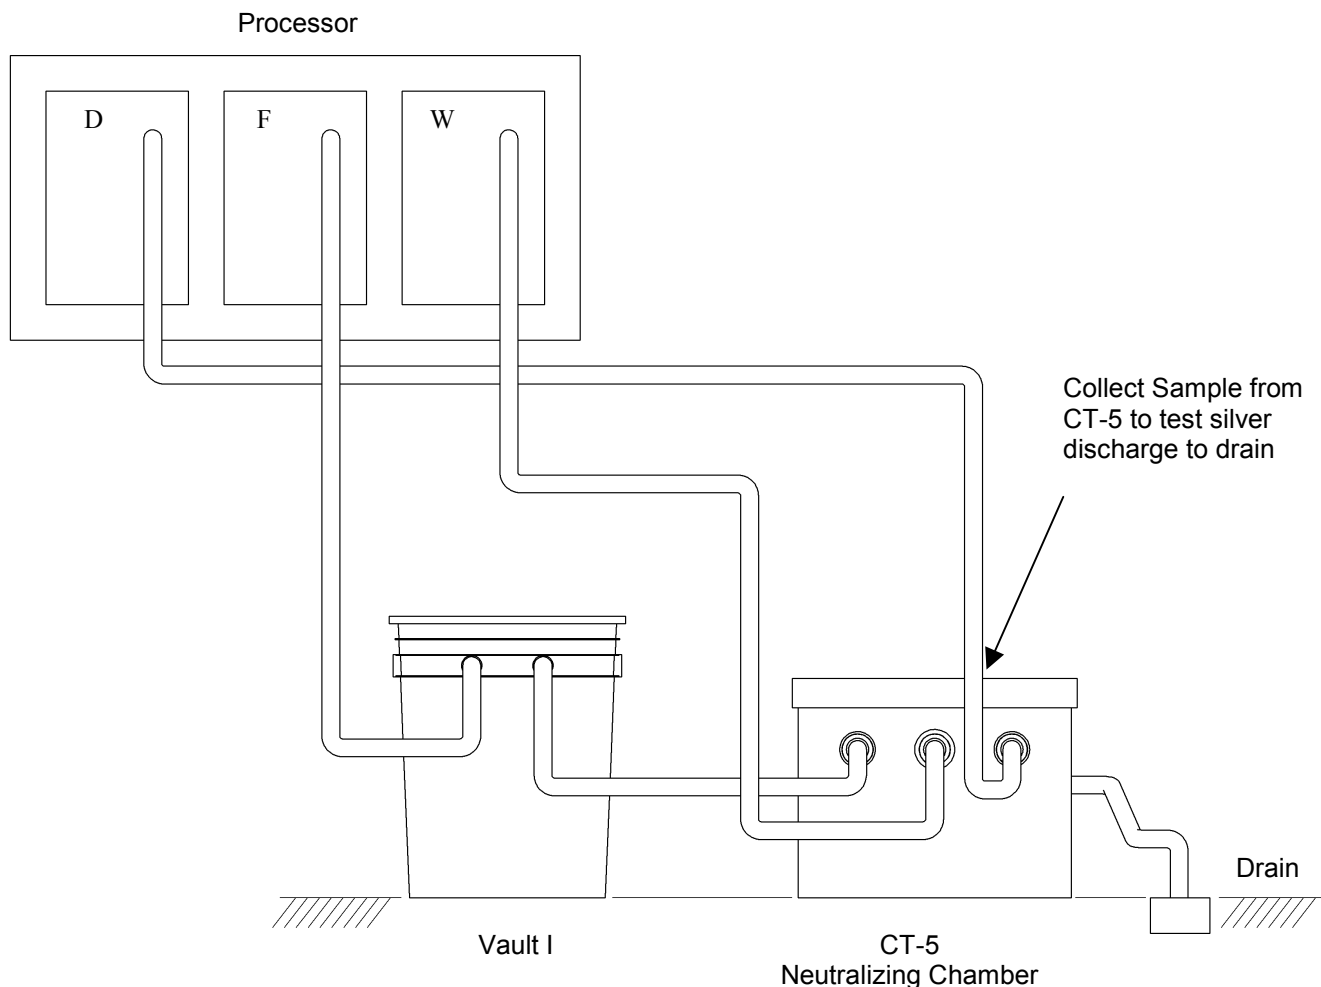 Processor
D
F
W
Collect Sample from
CT-5 to test silver
discharge to drain
Drain
Vault I
CT-5
Neutralizing Chamber